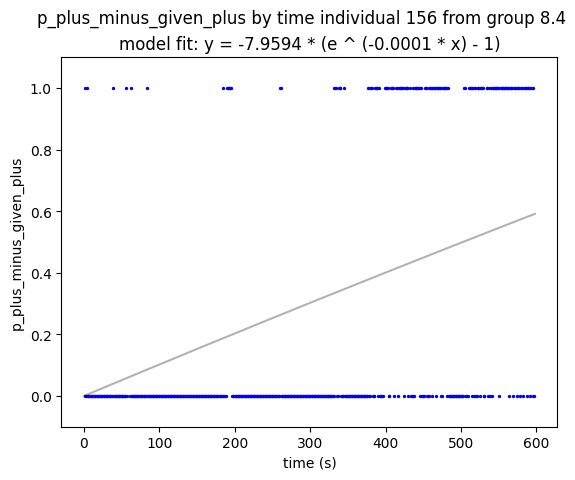 p_plus_minus_given_plus by time individual 156 from group 8.4
model fit: y = -7.9594 * (e ^ (-0.0001 * x) - 1)
1.0
0.8
0.6
0.4
0.2
0.0
p_plus_minus_given_plus
0 100 200 300 400 500 600
time (s)